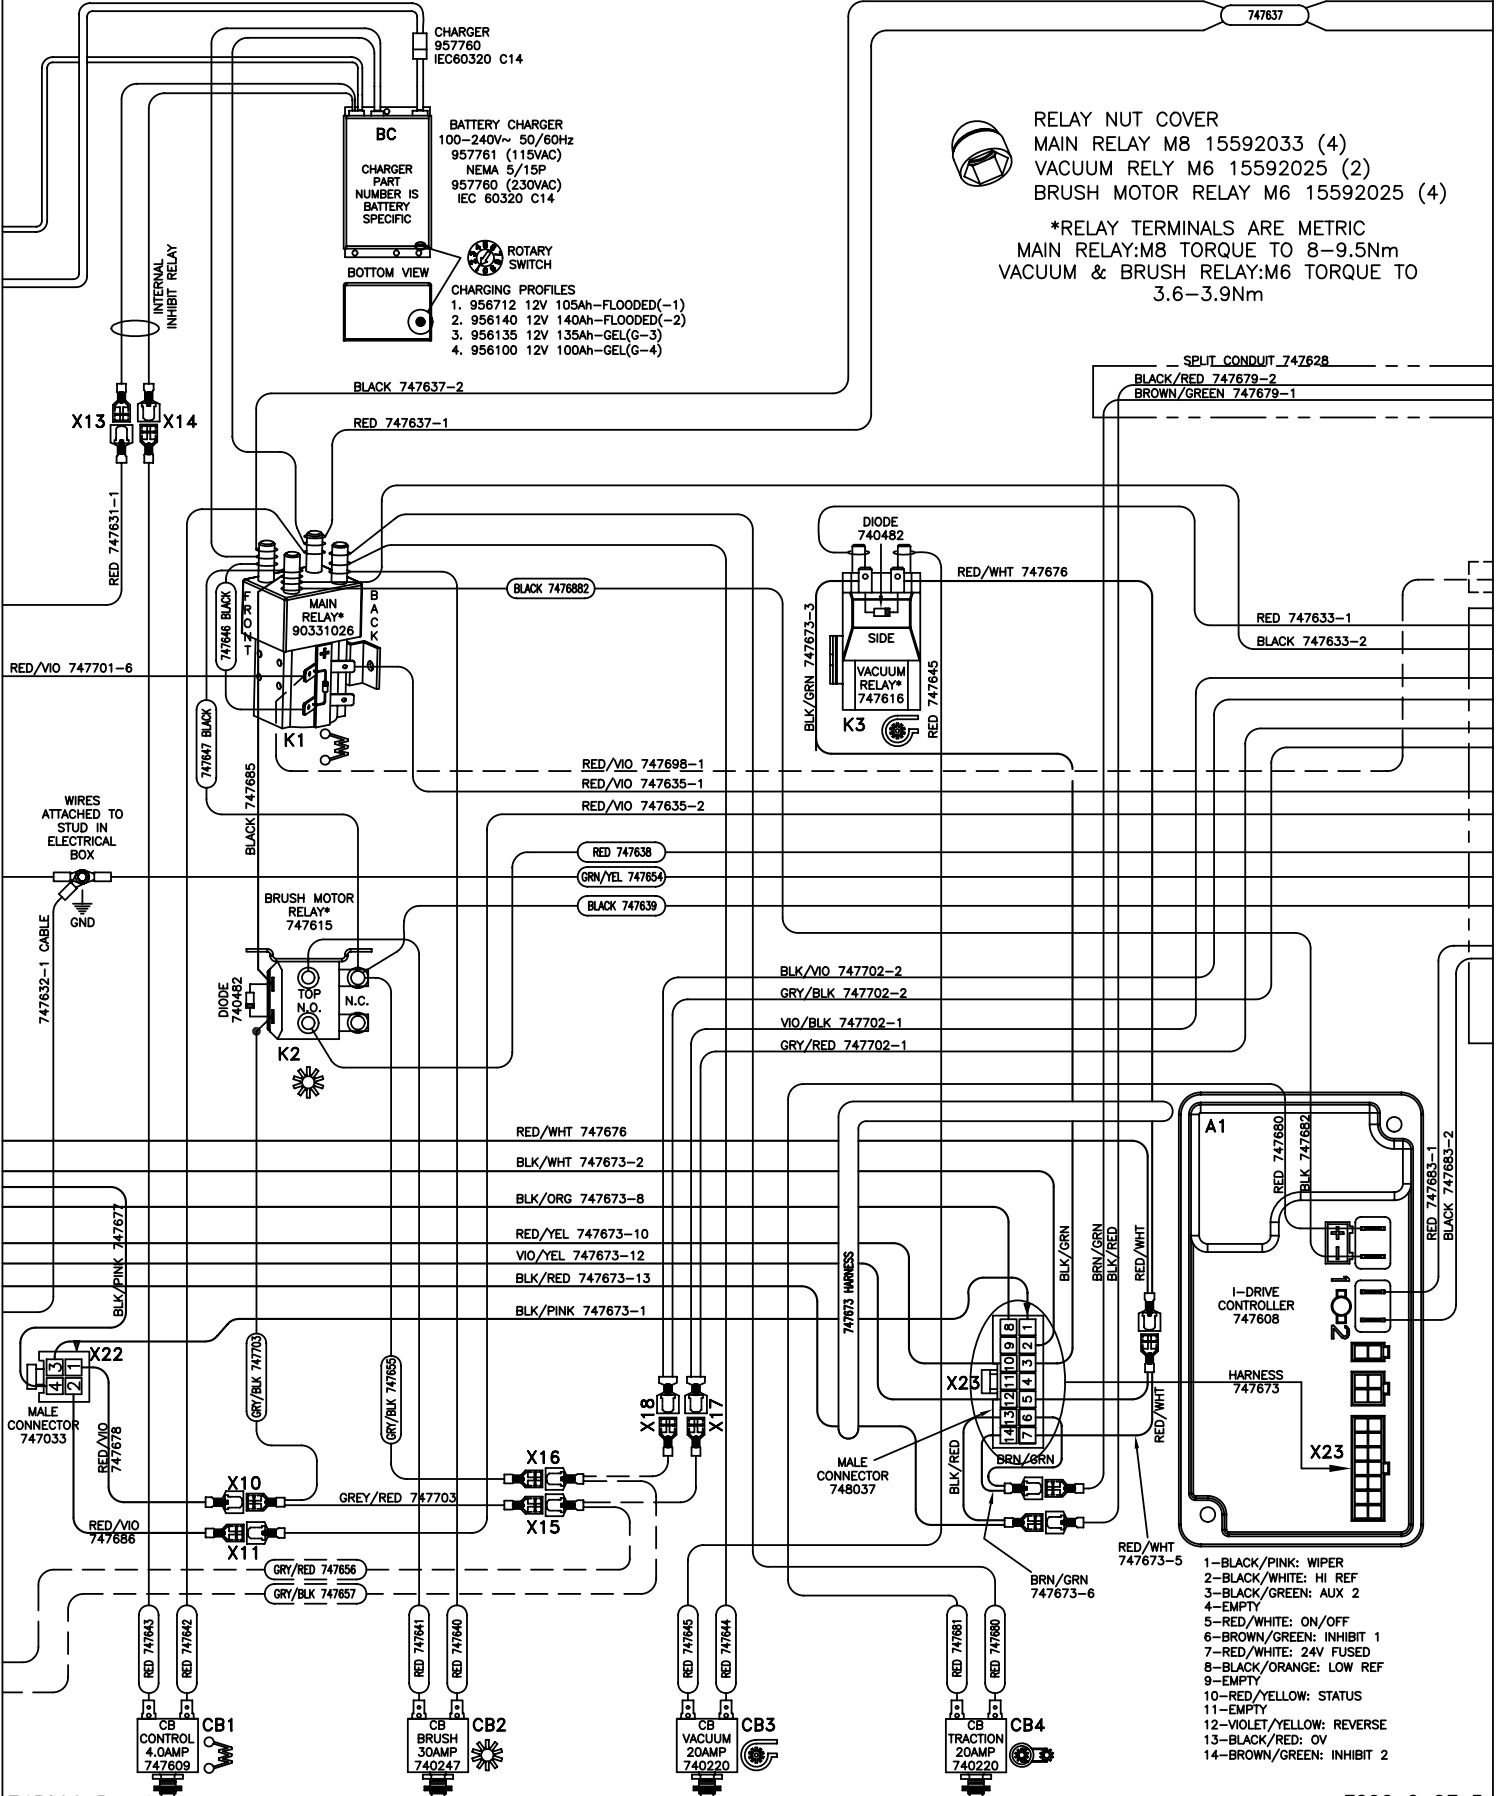 747637
CHARGER
957760
IEC60320 C14
BC
CHARGER
PART
NUMBER IS
BATTERY
SPECIFIC
BATTERY CHARGER
100-240V~ 50/60Hz
957761 (115VAC)
NEMA 5/15P
957760 (230VAC)
IEC 60320 C14
RELAY NUT COVER
MAIN RELAY M8 15592033 (4)
VACUUM RELY M6 15592025 (2)
BRUSH MOTOR RELAY M6 15592025 (4)
*RELAY TERMINALS ARE METRIC
MAIN RELAY:M8 TORQUE TO 8-9.5Nm
VACUUM & BRUSH RELAY:M6 TORQUE TO
3.6-3.9Nm
INTERNAL
INHIBIT RELAY
ROTARY
SWITCH
BOTTOM VIEW
CHARGING PROFILES
1. 956712 12V 105Ah-FLOODED(-1)
2. 956140 12V 140Ah-FLOODED(-2)
3. 956135 12V 135Ah-GEL(G-3)
4. 956100 12V 100Ah-GEL(G-4)
SPLIT CONDUIT 747628
BLACK/RED 747679-2
BROWN/GREEN 747679-1
BLACK 747637-2
RED 747637-1
X13
X14
RED 747631-1
DIODE
740482
RED/WHT 747676
BLACK 7476882
747646 BLACK
FRONT
MAIN
RELAY*
90331026
BACK
BLK/GRN 747673-3
SIDE
VACUUM
RELAY*
747616
K3
RED 747645
RED 747633-1
BLACK 747633-2
RED/VIO 747701-6
747647 BLACK
K1
BLACK 747685
RED/VIO 747698-1
RED/VIO 747635-1
RED/VIO 747635-2
WIRES
ATTACHED TO
STUD IN
ELECTRICAL
BOX
GND
747632-1 CABLE
RED 747638
GRN/YEL 747654
BLACK 747639
BRUSH MOTOR
RELAY*
747615
DIODE
740482
TOP
N.O.
N.C.
K2
BLK/VIO 747702-2
GRY/BLK 747702-2
VIO/BLK 747702-1
GRY/RED 747702-1
RED/WHT 747676
BLK/WHT 747673-2
BLK/ORG 747673-8
RED/YEL 747673-10
VIO/YEL 747673-12
BLK/RED 747673-13
BLK/PINK 747673-1
BLK/PINK 747677
747673 HARNESS
BLK/GRN
BRN/GRN
BLK/RED
RED/WHT
A1
RED 747680
BLK 747682
RED 747683-1
BLACK 747683-2
+
-
1
2
I-DRIVE
CONTROLLER
747608
HARNESS
747673
X23
X22
3 1
4 2
MALE
CONNECTOR
747033
RED/VIO
747678
GRY/BLK 747703
GRY/BLK 747655
X18
X17
X23
8 1
9 2
10 3
11 4
12 5
13 6
14 7
MALE
CONNECTOR
748037
BLK/RED
BRN/GRN
RED/WHT
X10
GREY/RED 747703
X16
X15
RED/VIO
747686
X11
GRY/RED 747656
GRY/BLK 747657
BRN/GRN
747673-6
RED/WHT
747673-5
1-BLACK/PINK: WIPER
2-BLACK/WHITE: HI REF
3-BLACK/GREEN: AUX 2
4-EMPTY
5-RED/WHITE: ON/OFF
6-BROWN/GREEN: INHIBIT 1
7-RED/WHITE: 24V FUSED
8-BLACK/ORANGE: LOW REF
9-EMPTY
10-RED/YELLOW: STATUS
11-EMPTY
12-VIOLET/YELLOW: REVERSE
13-BLACK/RED: 0V
14-BROWN/GREEN: INHIBIT 2
RED 747643
RED 747642
RED 747641
RED 747640
RED 747645
RED 747644
RED 747681
RED 747680
CB
CONTROL
4.0AMP
747609
CB1
CB
BRUSH
30AMP
740247
CB2
CB
VACUUM
20AMP
740220
CB3
CB
TRACTION
20AMP
740220
CB4